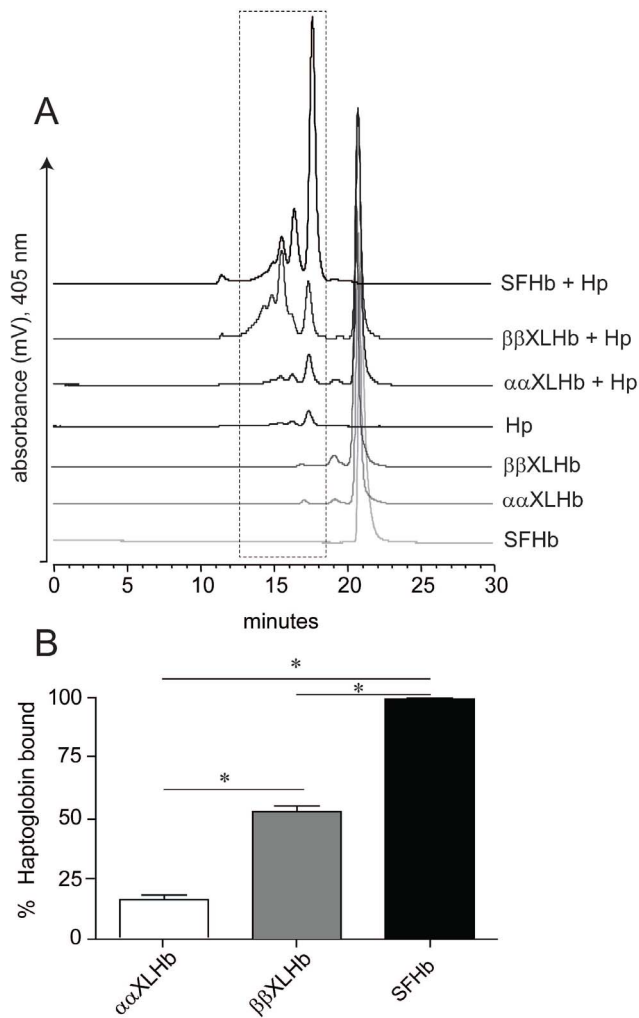 A
absorbance (mV), 405 nm
SFHb + Hp
ββXLHb + Hp
ααXLHb + Hp
Hp
ββXLHb
ααXLHb
SFHb
0 5 10 15 20 25 30
minutes
B
*
*
*
% Haptoglobin bound
100
75
50
25
0
ααXLHb ββXLHb SFHb